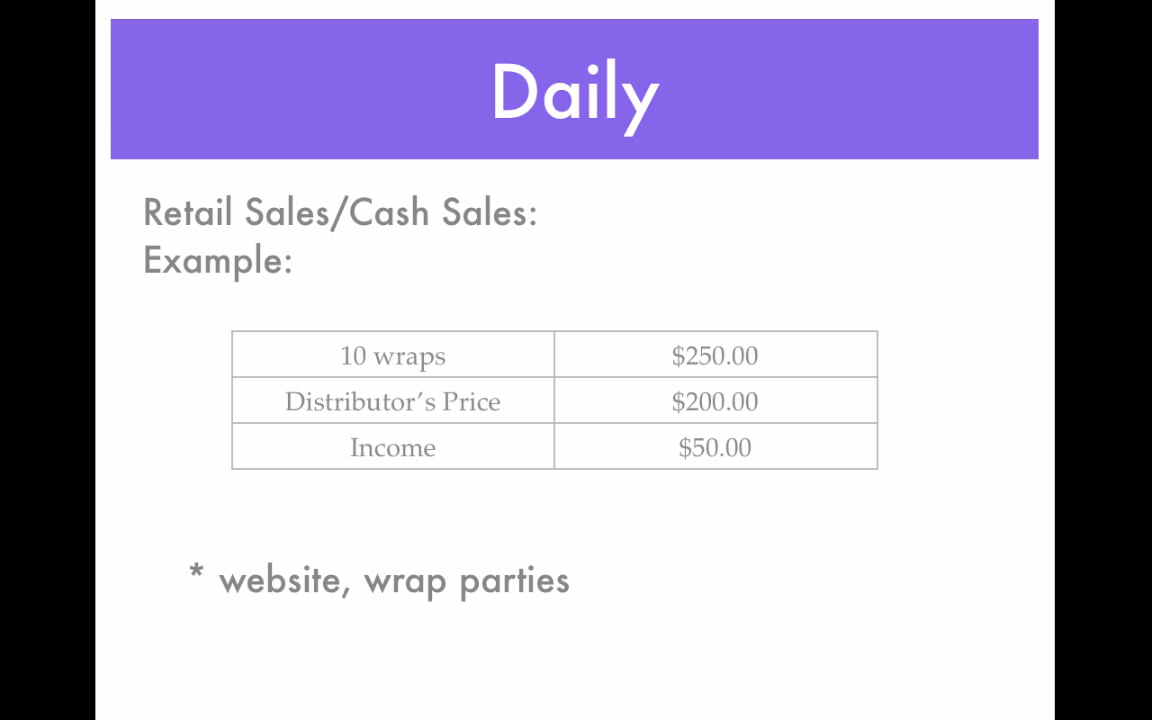 Daily
Retail Sales/Cash Sales:
Example:
10 wraps $250.00
Distributor’s Price $200.00
Income $50.00
* website, wrap parties